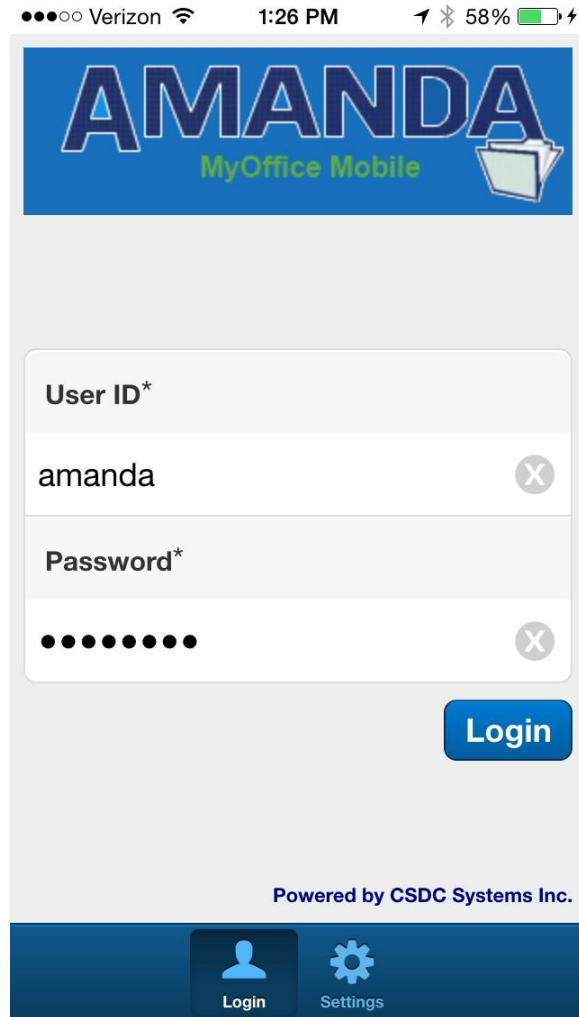 ●●●○○ Verizon 1:26 PM 58%
AMANDA
MyOffice Mobile
User ID*
amanda
X
Password*
●●●●●●●●
X
Login
Powered by CSDC Systems Inc.
Login Settings